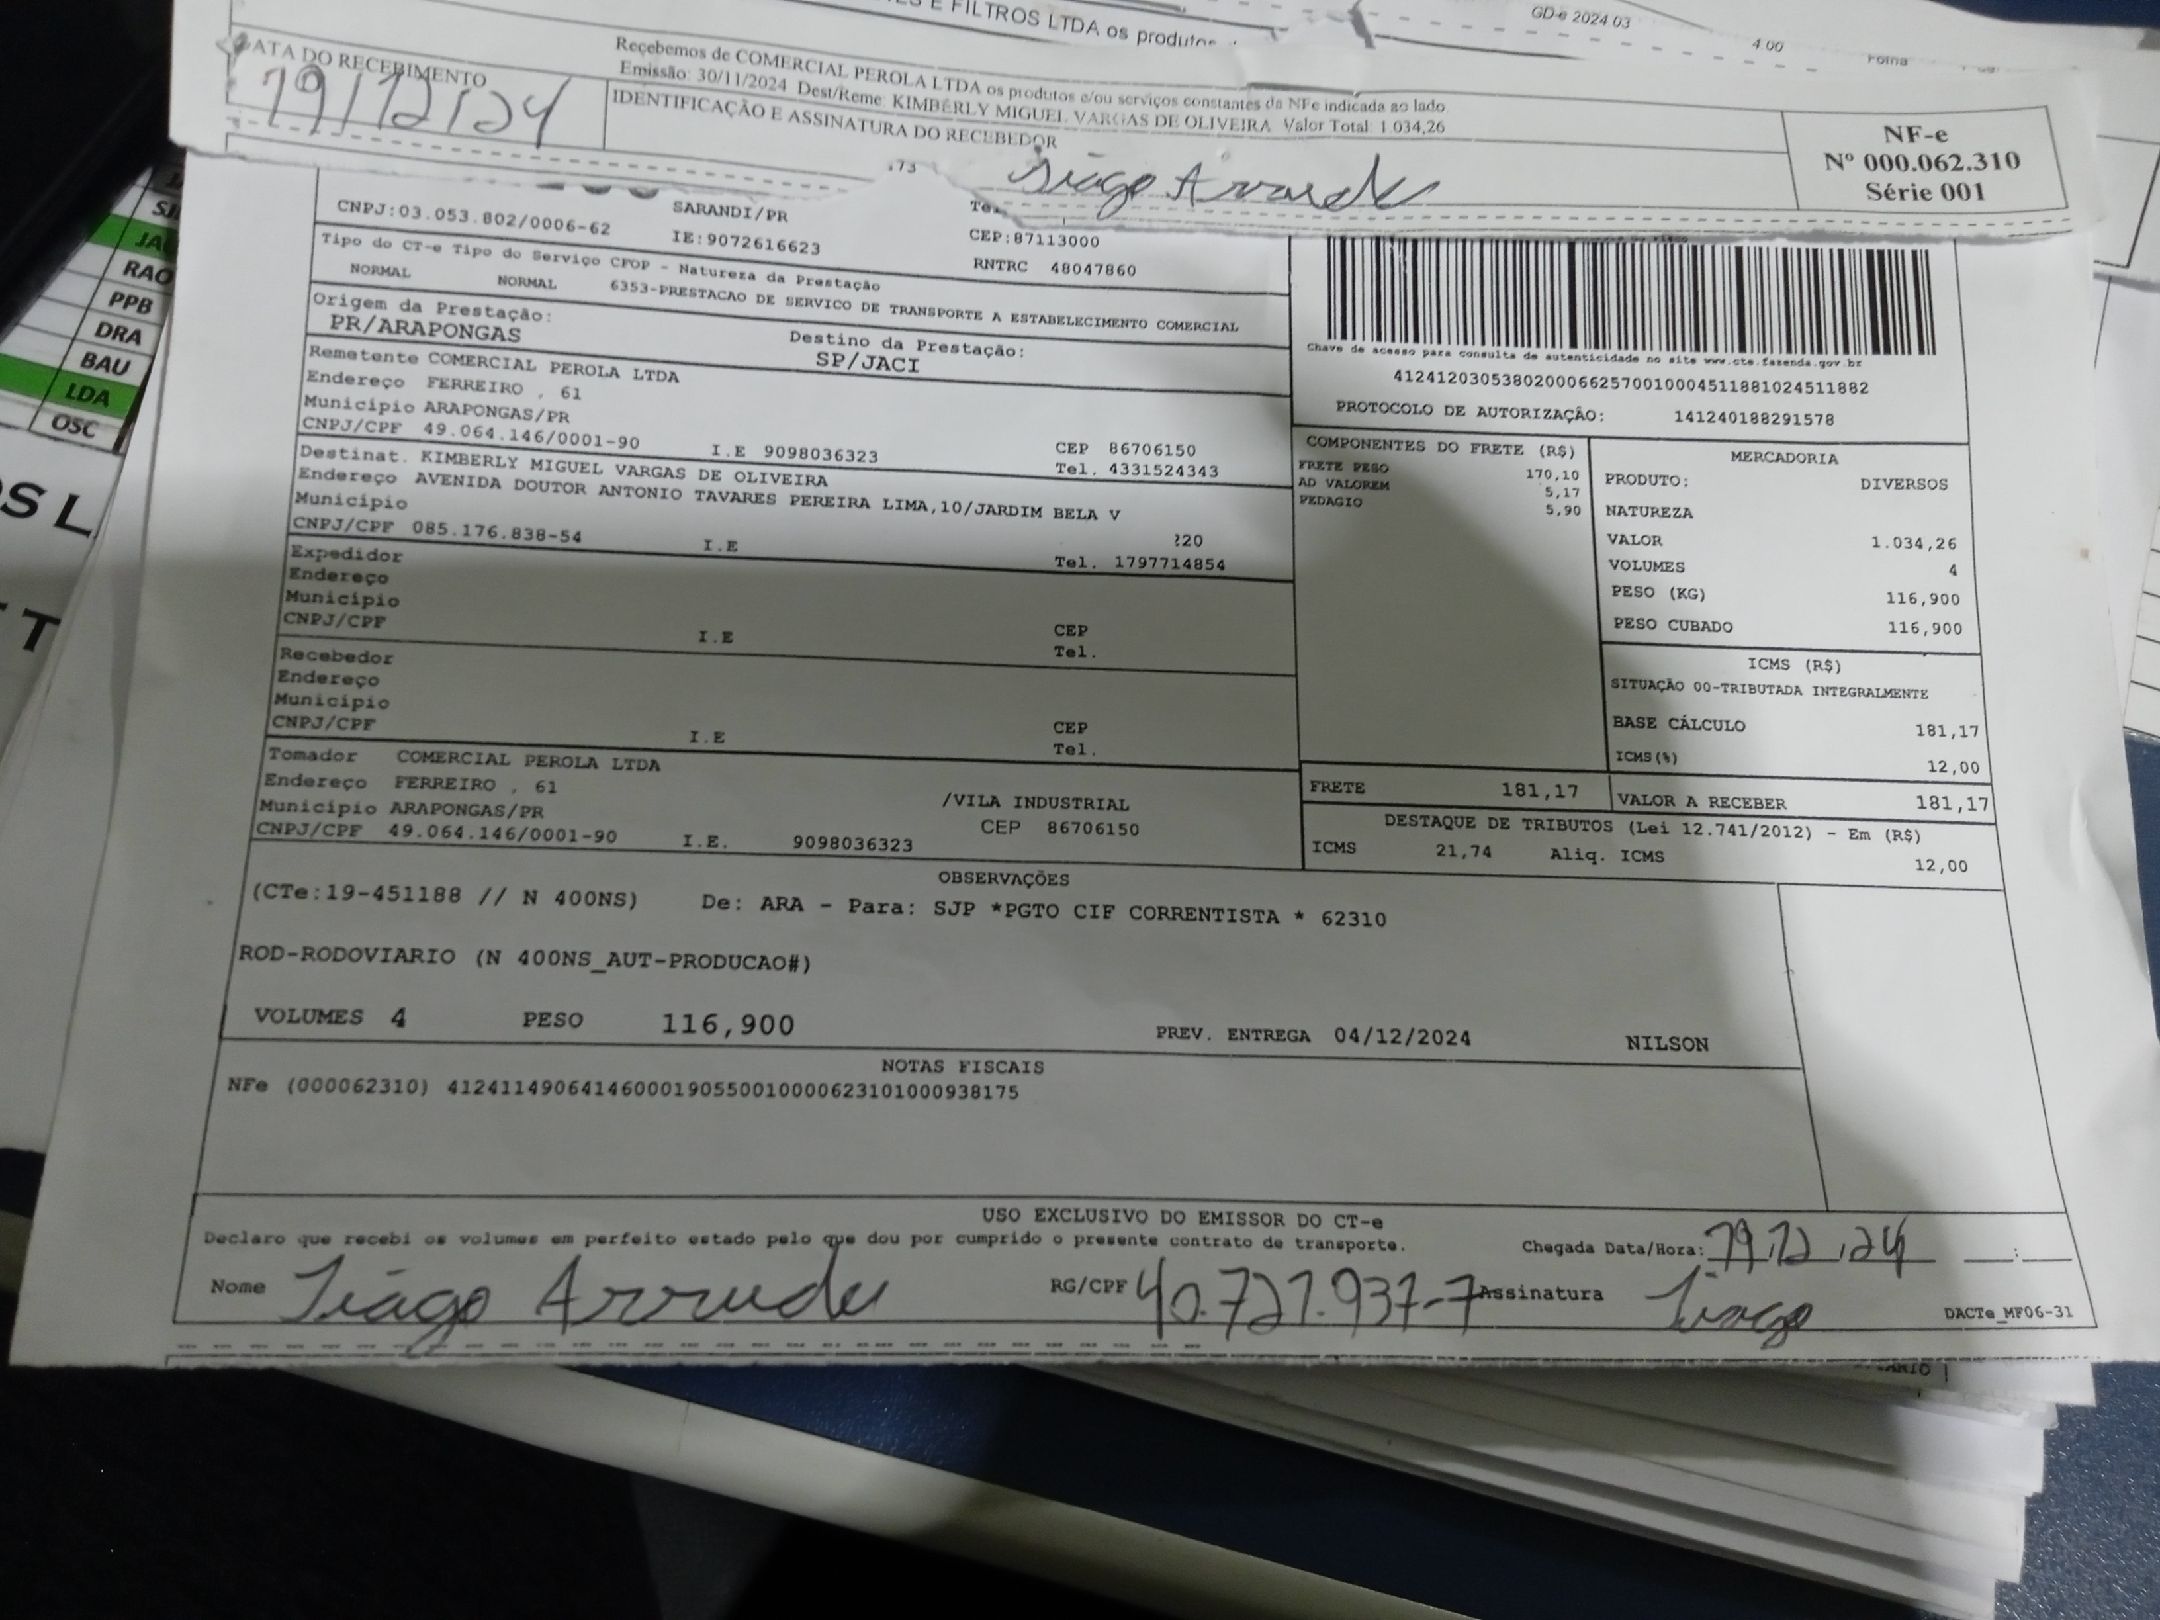 E FILTROS LTDA os produtos
GD-e 2024 03
4.00
DATA DO RECEBIMENTO
19/12/24
Recebemos de COMERCIAL PEROLA LTDA os produtos e/ou serviços constantes da NFe indicada ao lado.
Emissão: 30/11/2024 Dest/Reme: KIMBERLY MIGUEL VARGAS DE OLIVEIRA Valor Total: 1.034,26
IDENTIFICAÇÃO E ASSINATURA DO RECEBEDOR
Tiago Arruda
NF-e
Nº 000.062.310
Série 001
CNPJ:03.053.802/0006-62 SARANDI/PR
IE:9072616623 CEP:87113000
RNTRC 48047860
Tipo do CT-e Tipo do Serviço CFOP - Natureza da Prestação
NORMAL NORMAL 6353-PRESTACAO DE SERVICO DE TRANSPORTE A ESTABELECIMENTO COMERCIAL
Origem da Prestação: Destino da Prestação:
PR/ARAPONGAS SP/JACI
Remetente COMERCIAL PEROLA LTDA
Endereço FERREIRO , 61
Município ARAPONGAS/PR CEP 86706150
CNPJ/CPF 49.064.146/0001-90 I.E 9098036323 Tel. 4331524343
Destinat. KIMBERLY MIGUEL VARGAS DE OLIVEIRA
Endereço AVENIDA DOUTOR ANTONIO TAVARES PEREIRA LIMA,10/JARDIM BELA V
Município 220
CNPJ/CPF 085.176.838-54 I.E Tel. 1797714854
Expedidor
Endereço
Município CEP
CNPJ/CPF I.E Tel.
Recebedor
Endereço
Município CEP
CNPJ/CPF I.E Tel.
Tomador COMERCIAL PEROLA LTDA
Endereço FERREIRO , 61 /VILA INDUSTRIAL
Município ARAPONGAS/PR CEP 86706150
CNPJ/CPF 49.064.146/0001-90 I.E. 9098036323
Chave de acesso para consulta de autenticidade no site www.cte.fazenda.gov.br
41241203053802000662570010004511881024511882
PROTOCOLO DE AUTORIZAÇÃO: 141240188291578
COMPONENTES DO FRETE (R$)
FRETE PESO 170,10
AD VALOREM 5,17
PEDAGIO 5,90
MERCADORIA
PRODUTO: DIVERSOS
NATUREZA
VALOR 1.034,26
VOLUMES 4
PESO (KG) 116,900
PESO CUBADO 116,900
ICMS (R$)
SITUAÇÃO 00-TRIBUTADA INTEGRALMENTE
BASE CÁLCULO 181,17
ICMS(%) 12,00
FRETE 181,17 VALOR A RECEBER 181,17
DESTAQUE DE TRIBUTOS (Lei 12.741/2012) - Em (R$)
ICMS 21,74 Aliq. ICMS 12,00
OBSERVAÇÕES
(CTe:19-451188 // N 400NS) De: ARA - Para: SJP *PGTO CIF CORRENTISTA * 62310
ROD-RODOVIARIO (N 400NS_AUT-PRODUCAO#)
VOLUMES 4 PESO 116,900 PREV. ENTREGA 04/12/2024 NILSON
NOTAS FISCAIS
NFe (000062310) 41241149064146000190550010000623101000938175
USO EXCLUSIVO DO EMISSOR DO CT-e
Declaro que recebi os volumes em perfeito estado pelo que dou por cumprido o presente contrato de transporte. Chegada Data/Hora: 19.12.24 __:__
Nome Tiago Arruda RG/CPF 40.727.937-7 Assinatura Tiago
DACTe_MF06-31
RAO
PPB
DRA
BAU
LDA
OSC